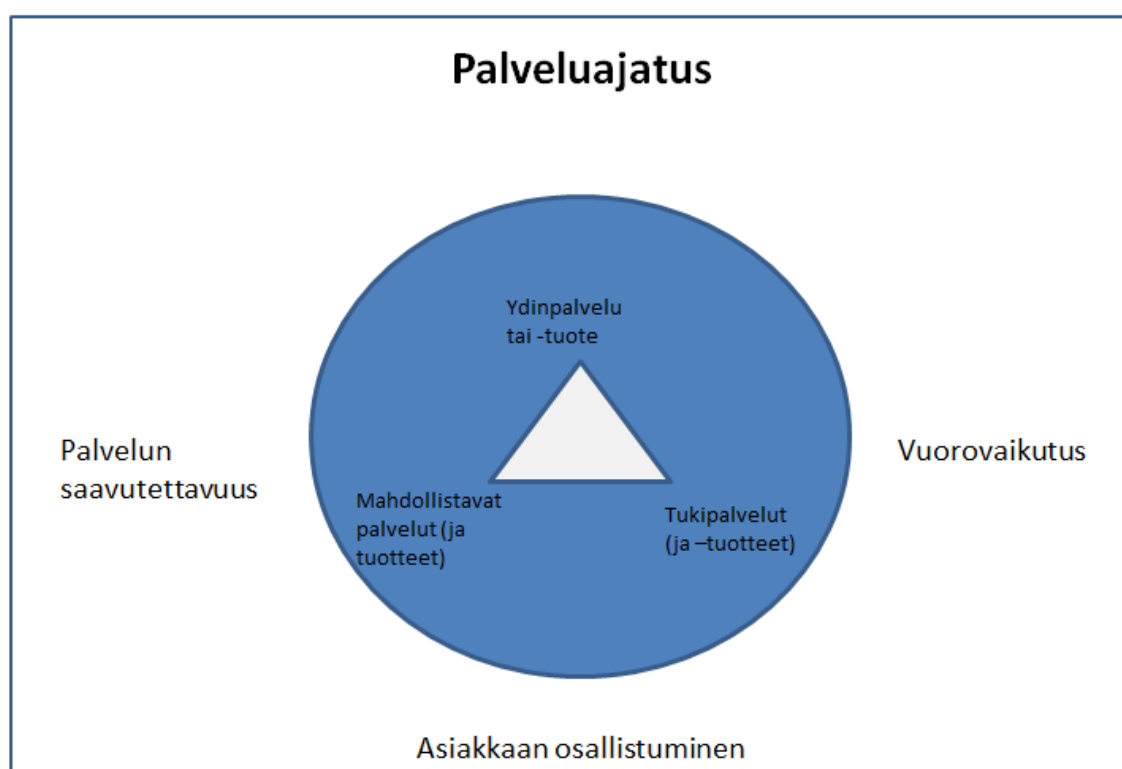 Palveluajatus
Ydinpalvelu
tai -tuote
Palvelun
saavutettavuus
Vuorovaikutus
Mahdollistavat
palvelut (ja
tuotteet)
Tukipalvelut
(ja –tuotteet)
Asiakkaan osallistuminen